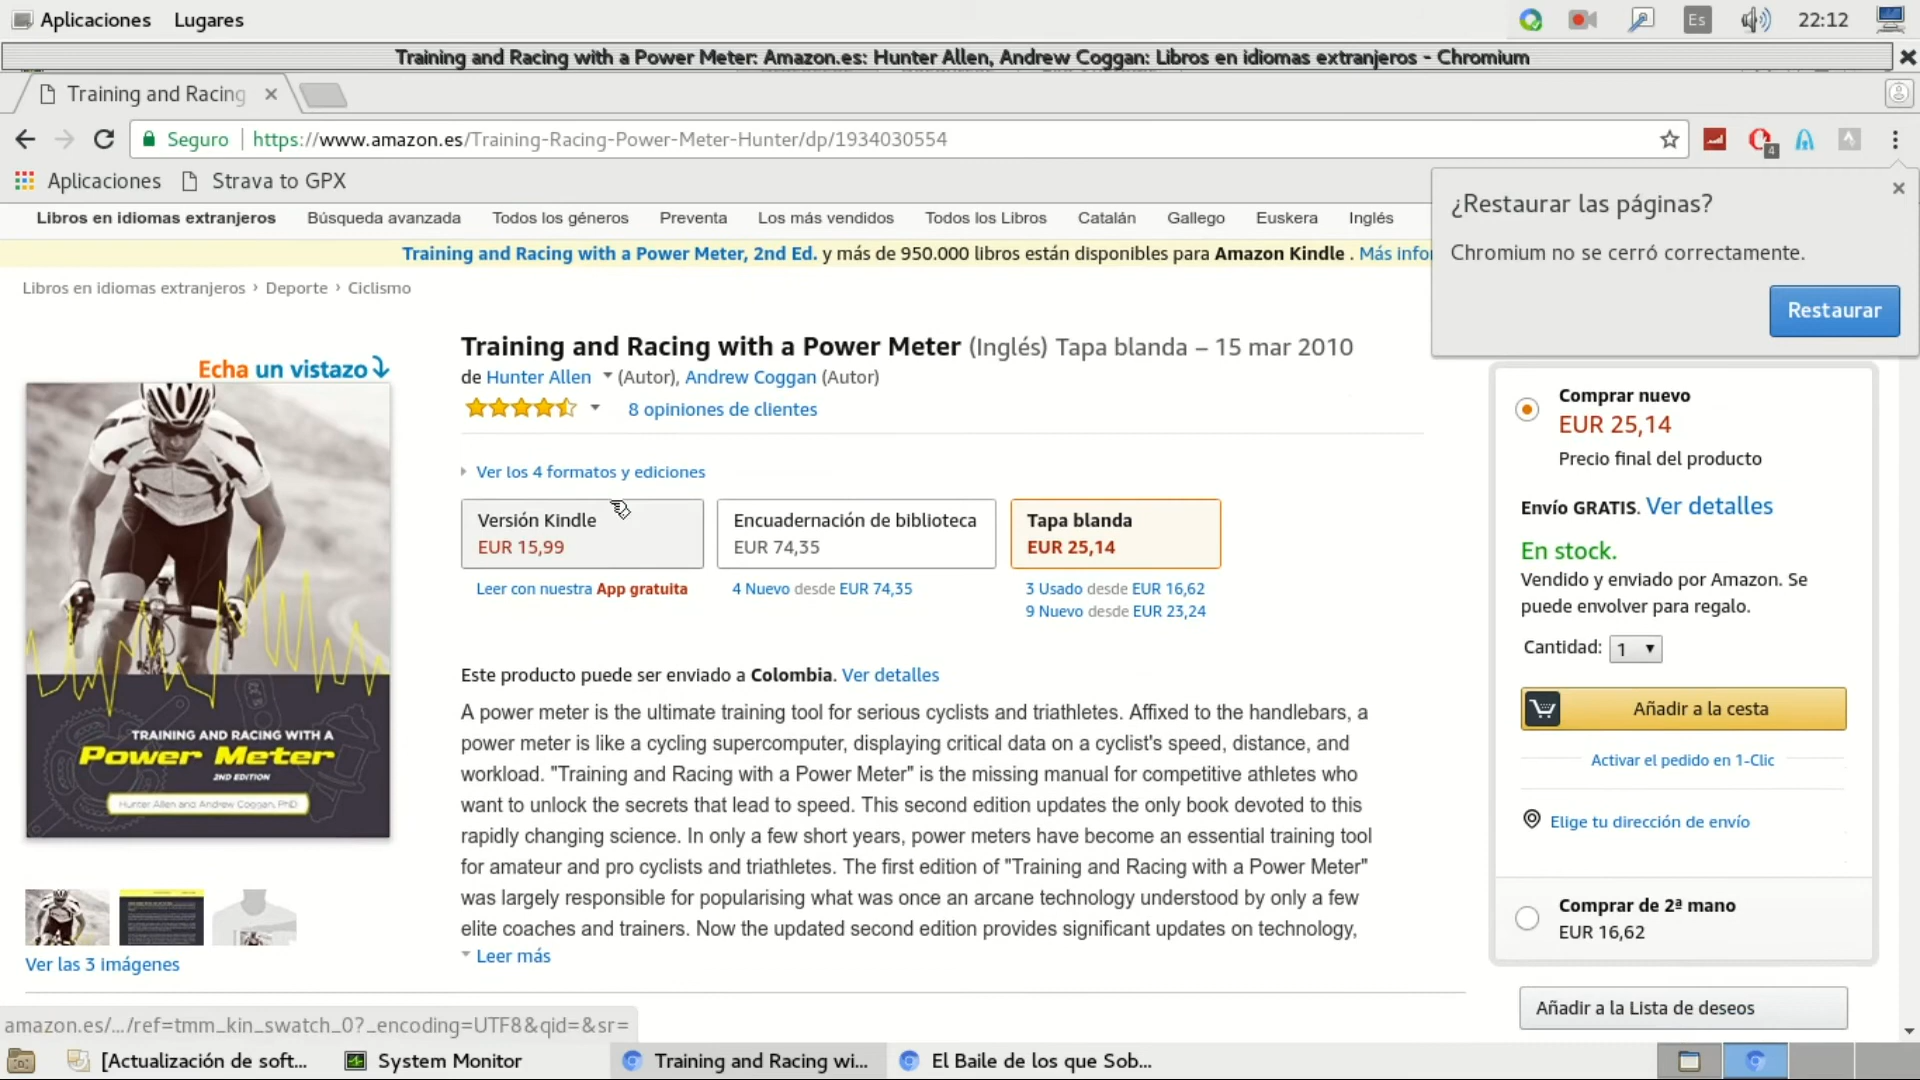 Aplicaciones Lugares Es 22:12
Training and Racing with a Power Meter: Amazon.es: Hunter Allen, Andrew Coggan: Libros en idiomas extranjeros - Chromium
Training and Racing
Seguro https://www.amazon.es/Training-Racing-Power-Meter-Hunter/dp/1934030554 4
Aplicaciones Strava to GPX
¿Restaurar las páginas?
Chromium no se cerró correctamente.
Restaurar
Libros en idiomas extranjeros Búsqueda avanzada Todos los géneros Preventa Los más vendidos Todos los Libros Catalán Gallego Euskera Inglés
Training and Racing with a Power Meter, 2nd Ed. y más de 950.000 libros están disponibles para Amazon Kindle . Más infor
Libros en idiomas extranjeros › Deporte › Ciclismo
Echa un vistazo
TRAINING AND RACING WITH A
Power Meter
2ND EDITION
Hunter Allen and Andrew Coggan, PhD
Ver las 3 imágenes
Training and Racing with a Power Meter (Inglés) Tapa blanda – 15 mar 2010
de Hunter Allen (Autor), Andrew Coggan (Autor)
8 opiniones de clientes
Ver los 4 formatos y ediciones
Versión Kindle
EUR 15,99
Leer con nuestra App gratuita
Encuadernación de biblioteca
EUR 74,35
4 Nuevo desde EUR 74,35
Tapa blanda
EUR 25,14
3 Usado desde EUR 16,62
9 Nuevo desde EUR 23,24
Este producto puede ser enviado a Colombia. Ver detalles
A power meter is the ultimate training tool for serious cyclists and triathletes. Affixed to the handlebars, a
power meter is like a cycling supercomputer, displaying critical data on a cyclist's speed, distance, and
workload. "Training and Racing with a Power Meter" is the missing manual for competitive athletes who
want to unlock the secrets that lead to speed. This second edition updates the only book devoted to this
rapidly changing science. In only a few short years, power meters have become an essential training tool
for amateur and pro cyclists and triathletes. The first edition of "Training and Racing with a Power Meter"
was largely responsible for popularising what was once an arcane technology understood by only a few
elite coaches and trainers. Now the updated second edition provides significant updates on technology,
Leer más
Comprar nuevo
EUR 25,14
Precio final del producto
Envío GRATIS. Ver detalles
En stock.
Vendido y enviado por Amazon. Se
puede envolver para regalo.
Cantidad: 1
Añadir a la cesta
Activar el pedido en 1-Clic
Elige tu dirección de envío
Comprar de 2ª mano
EUR 16,62
Añadir a la Lista de deseos
amazon.es/.../ref=tmm_kin_swatch_0?_encoding=UTF8&qid=&sr=
[Actualización de soft... System Monitor Training and Racing wi... El Baile de los que Sob...